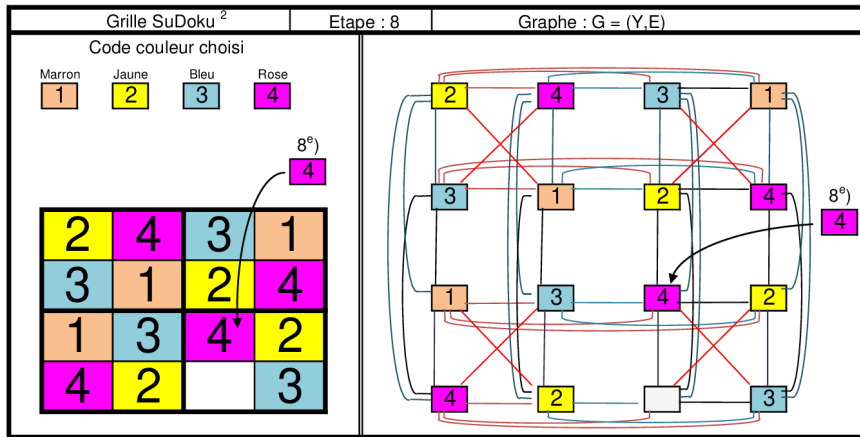 Grille SuDoku ²
Etape : 8
Graphe : G = (Y,E)
Code couleur choisi
Marron Jaune Bleu Rose
1 2 3 4
8ᵉ)
4
2 4 3 1
3 1 2 4
1 3 4 2
4 2 3
2 4 3 1
3 1 2 4
8ᵉ)
4
1 3 4 2
4 2 3